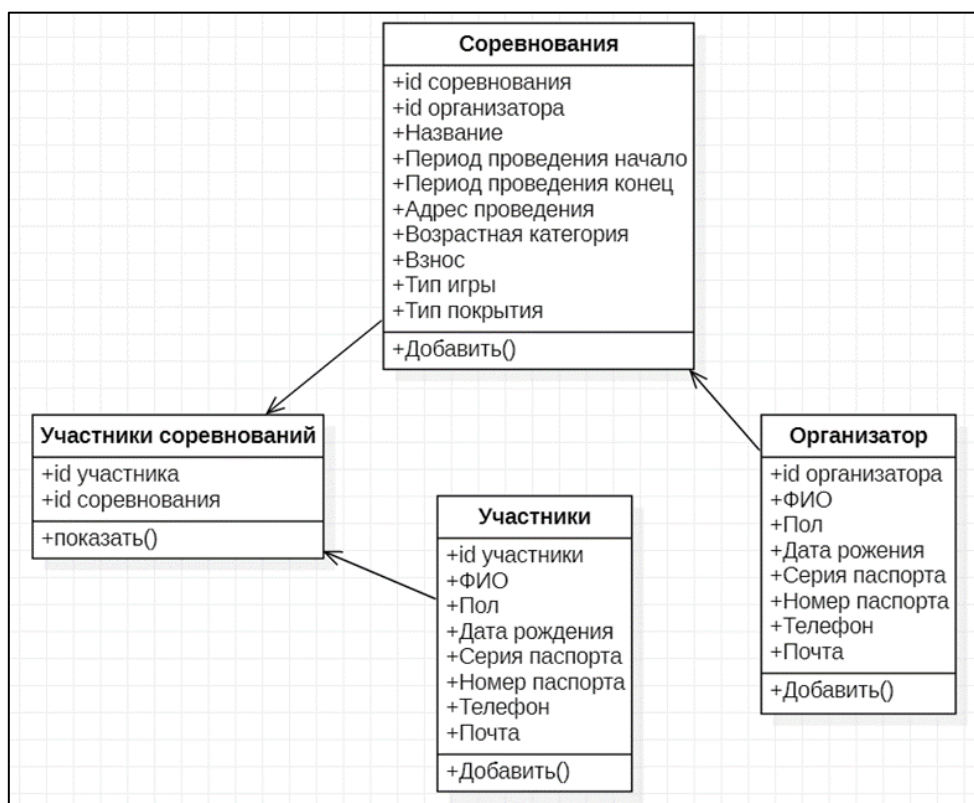 Соревнования
+id соревнования
+id организатора
+Название
+Период проведения начало
+Период проведения конец
+Адрес проведения
+Возрастная категория
+Взнос
+Тип игры
+Тип покрытия
+Добавить()
Участники соревнований
+id участника
+id соревнования
+показать()
Участники
+id участники
+ФИО
+Пол
+Дата рождения
+Серия паспорта
+Номер паспорта
+Телефон
+Почта
+Добавить()
Организатор
+id организатора
+ФИО
+Пол
+Дата рожения
+Серия паспорта
+Номер паспорта
+Телефон
+Почта
+Добавить()